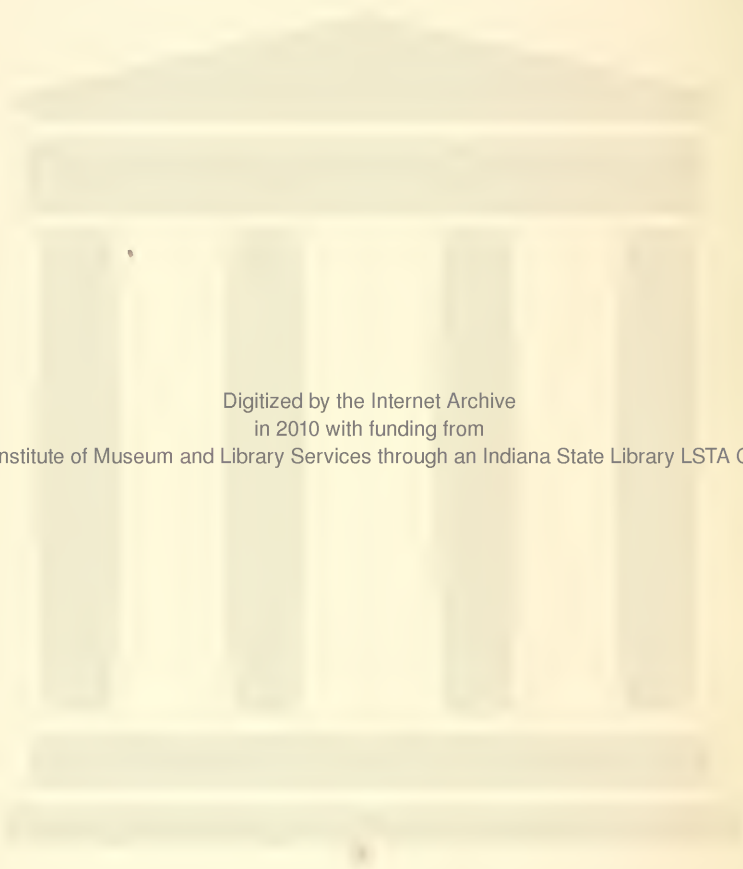 Digitized by the Internet Archive
in 2010 with funding from
nstitute of Museum and Library Services through an Indiana State Library LSTA